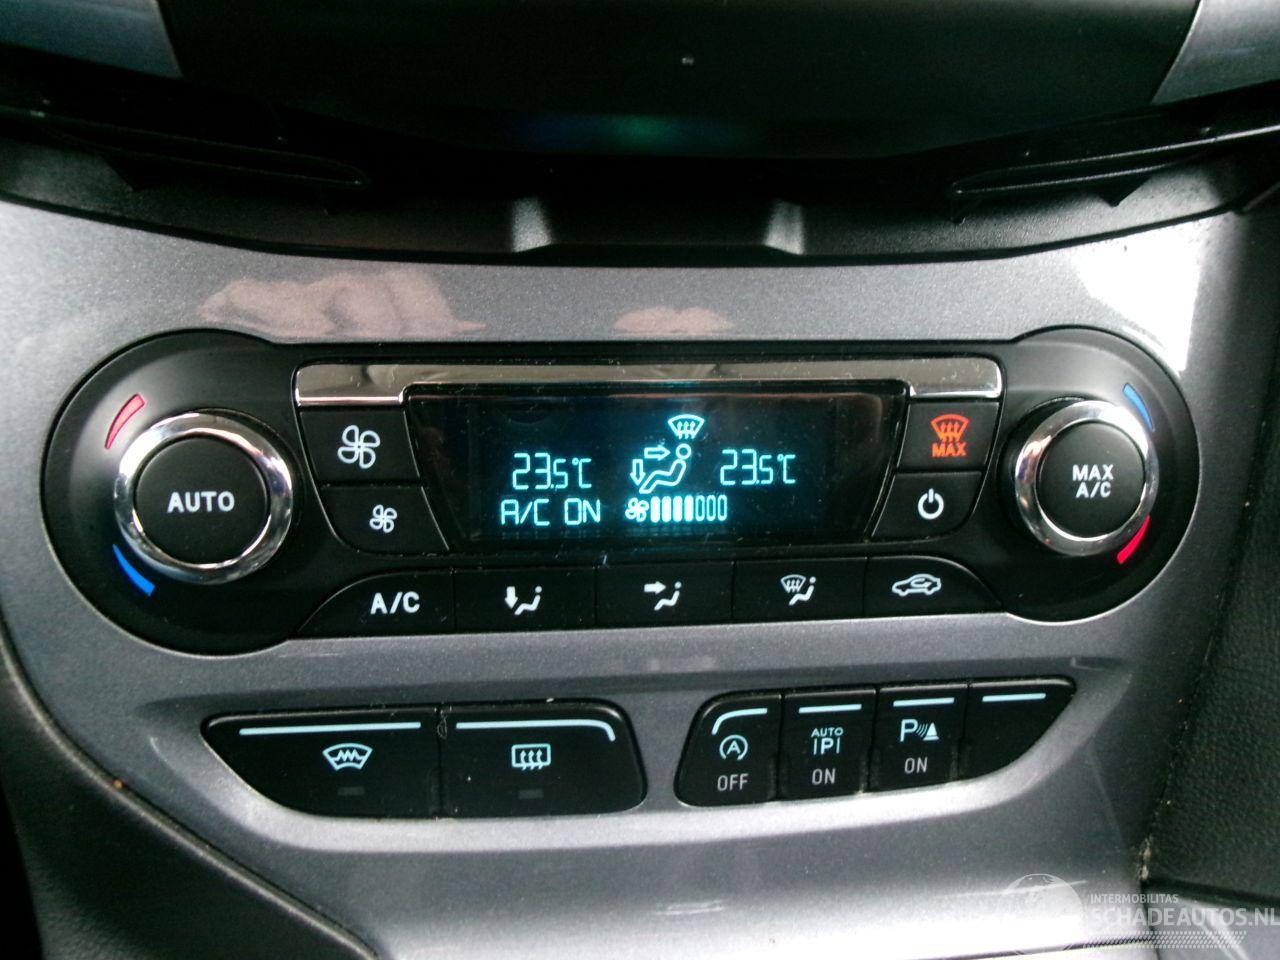 MAX
23.5°C 23.5°C
AUTO
MAX
A/C
A/C ON
A/C
AUTO
P
P
OFF
ON
ON
INTERMOBILITAS
SCHADEAUTOS.NL